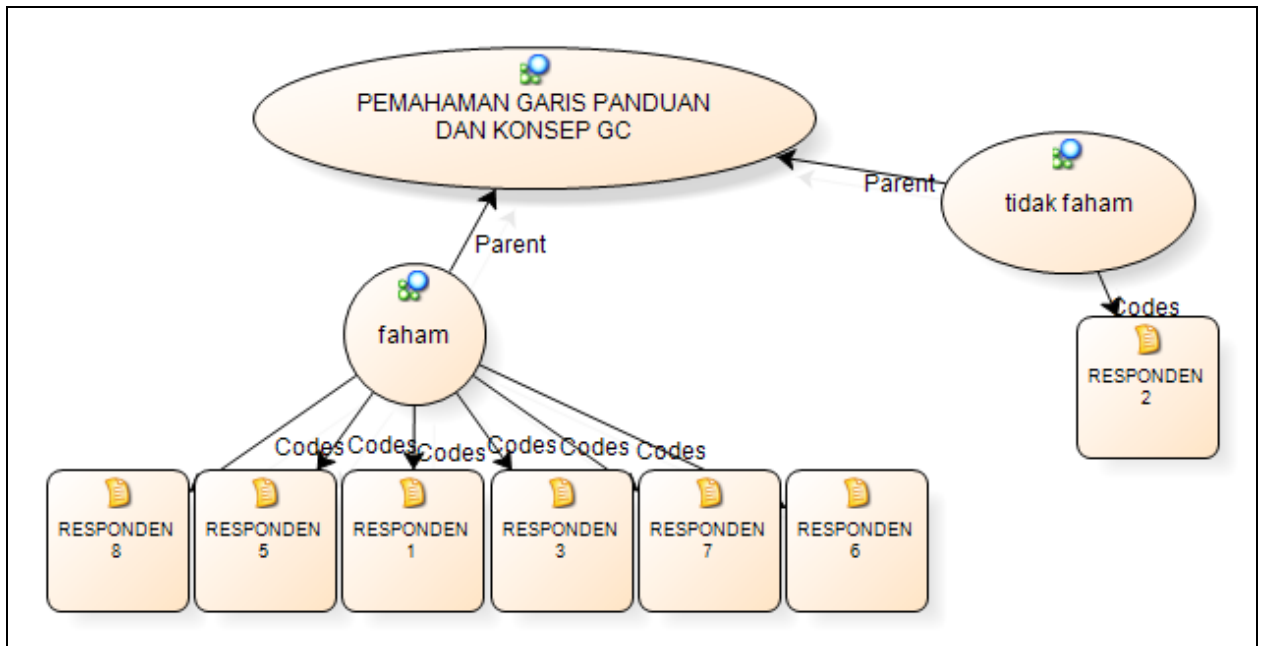 PEMAHAMAN GARIS PANDUAN
DAN KONSEP GC
Parent
tidak faham
Parent
faham
Codes
RESPONDEN
2
Codes
Codes
Codes
Codes
Codes
Codes
RESPONDEN
8
RESPONDEN
5
RESPONDEN
1
RESPONDEN
3
RESPONDEN
7
RESPONDEN
6